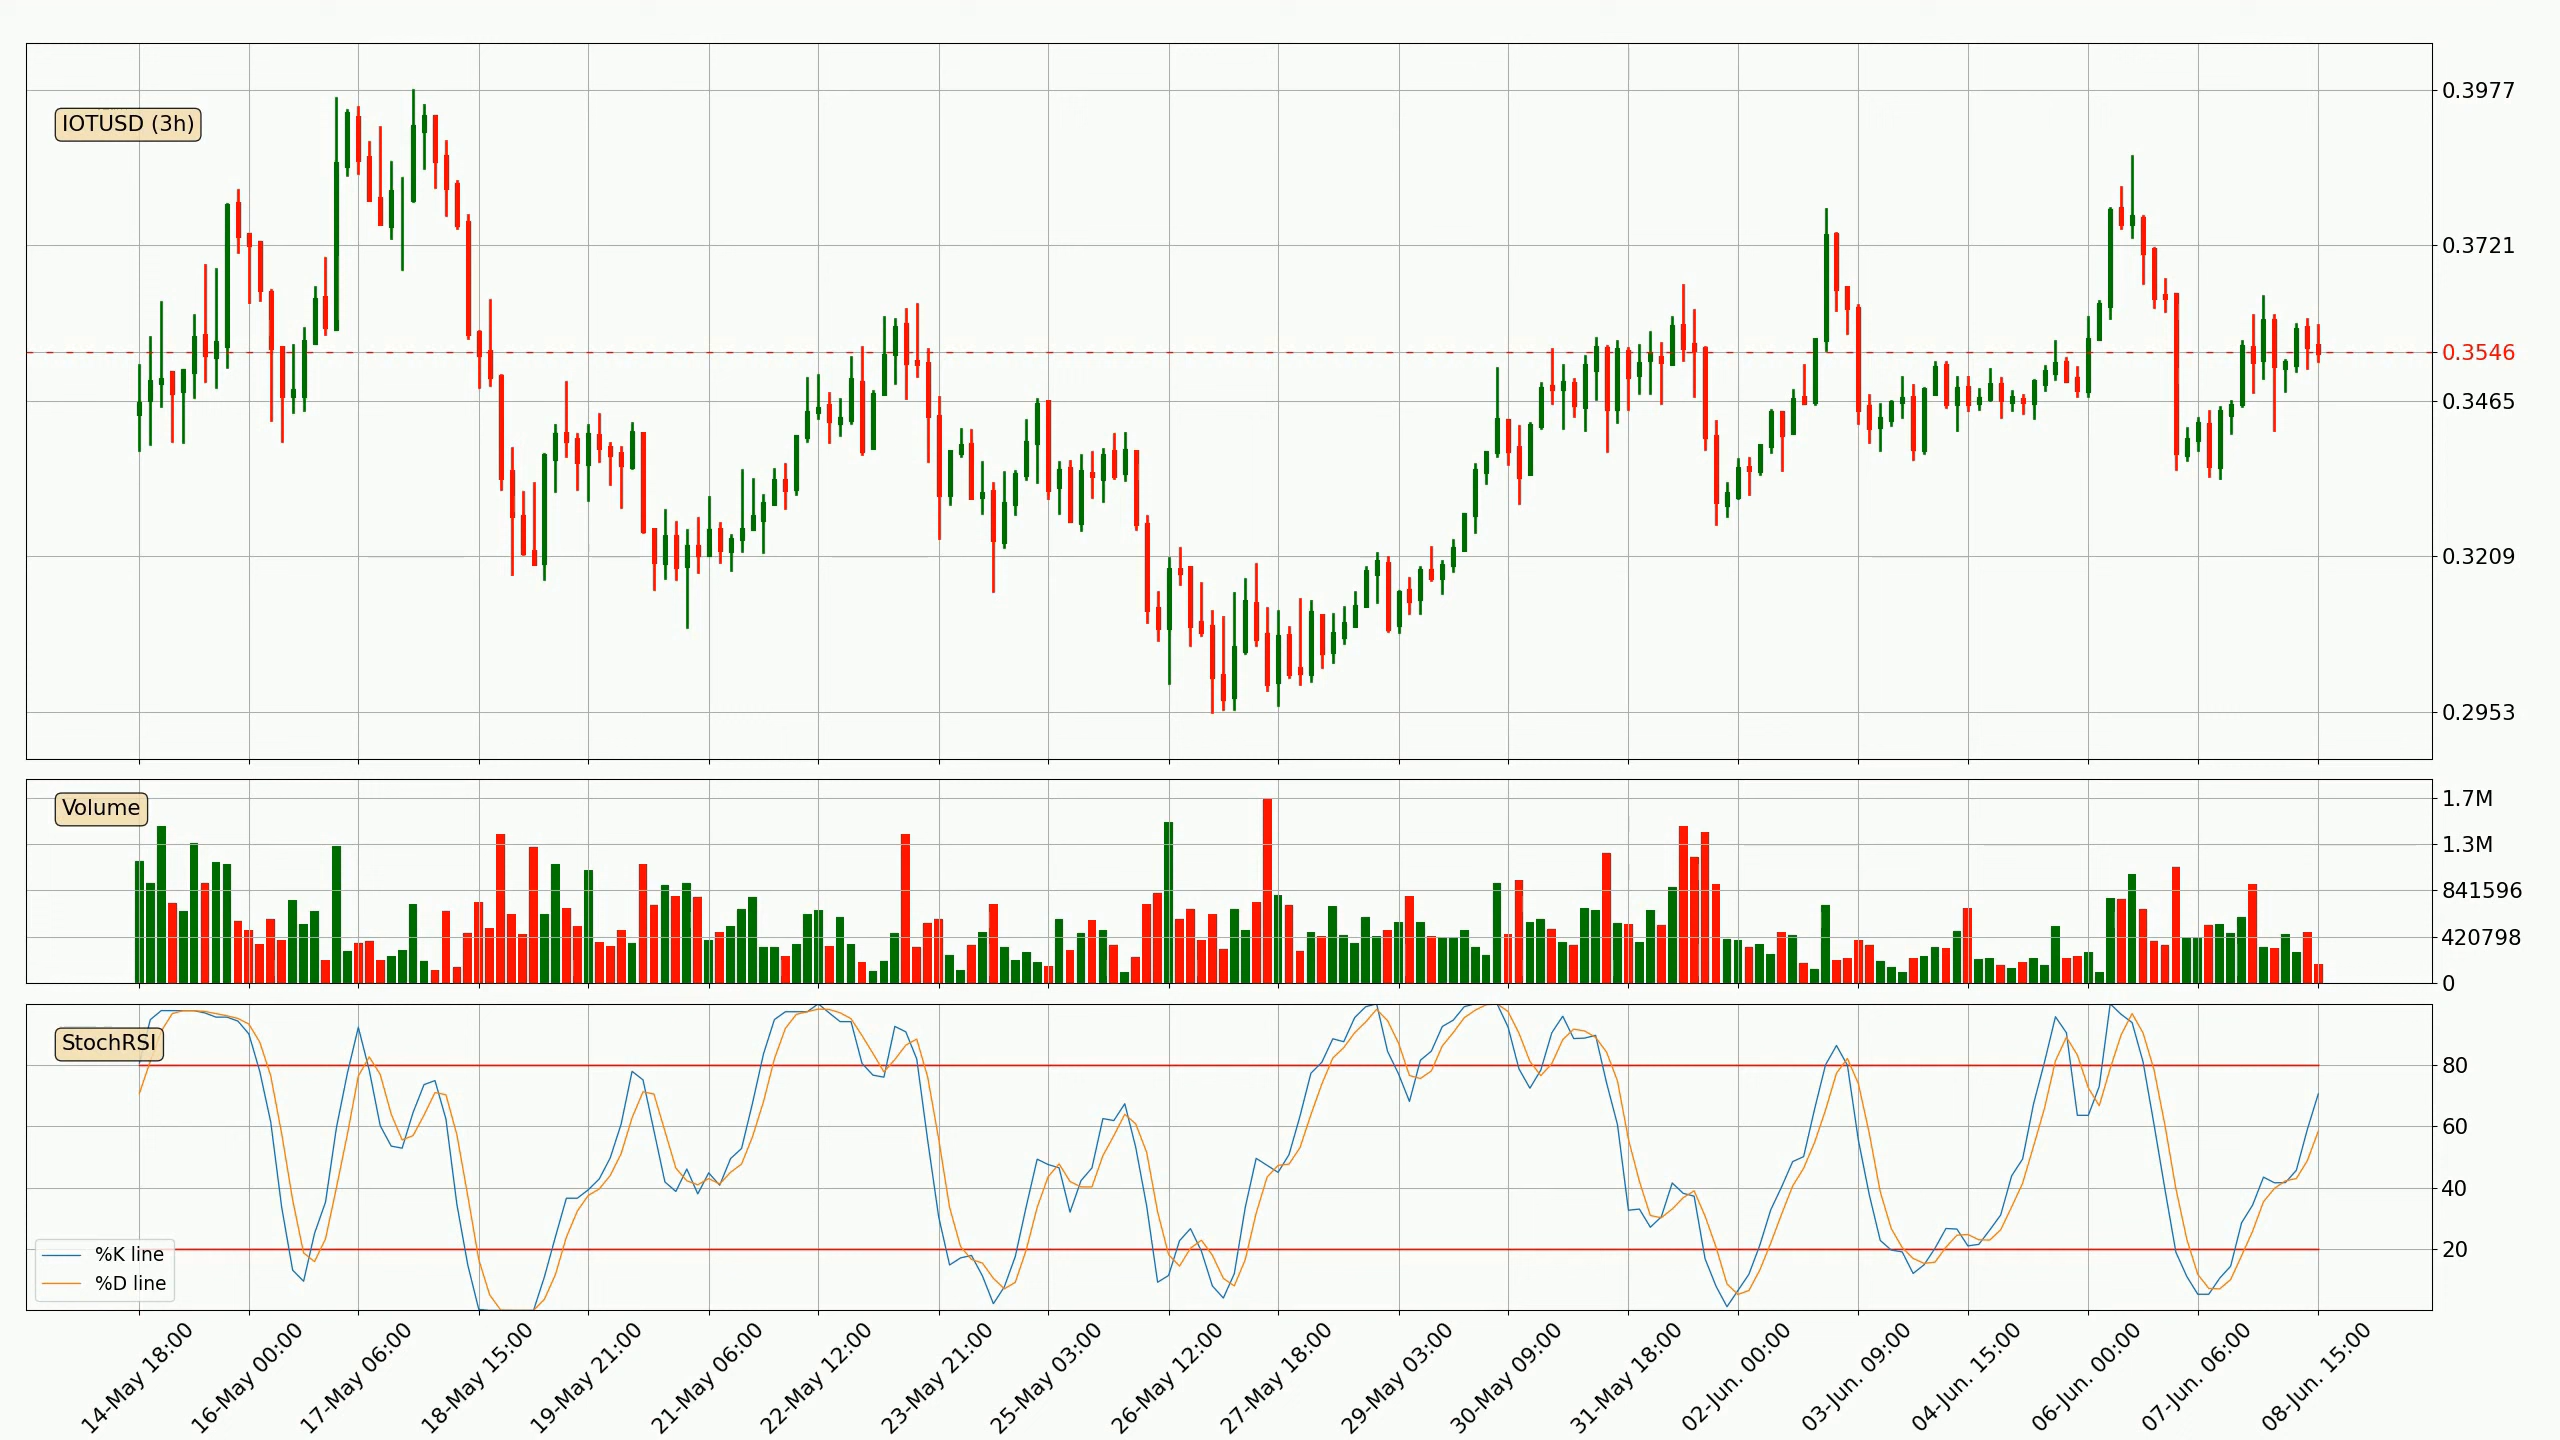 IOTUSD (3h)
0.3977
0.3721
0.3546
0.3465
0.3209
0.2953
Volume
1.7M
1.3M
841596
420798
0
StochRSI
80
60
40
20
%K line
%D line
14-May 18:00
16-May 00:00
17-May 06:00
18-May 15:00
19-May 21:00
21-May 06:00
22-May 12:00
23-May 21:00
25-May 03:00
26-May 12:00
27-May 18:00
29-May 03:00
30-May 09:00
31-May 18:00
02-Jun. 00:00
03-Jun. 09:00
04-Jun. 15:00
06-Jun. 00:00
07-Jun. 06:00
08-Jun. 15:00